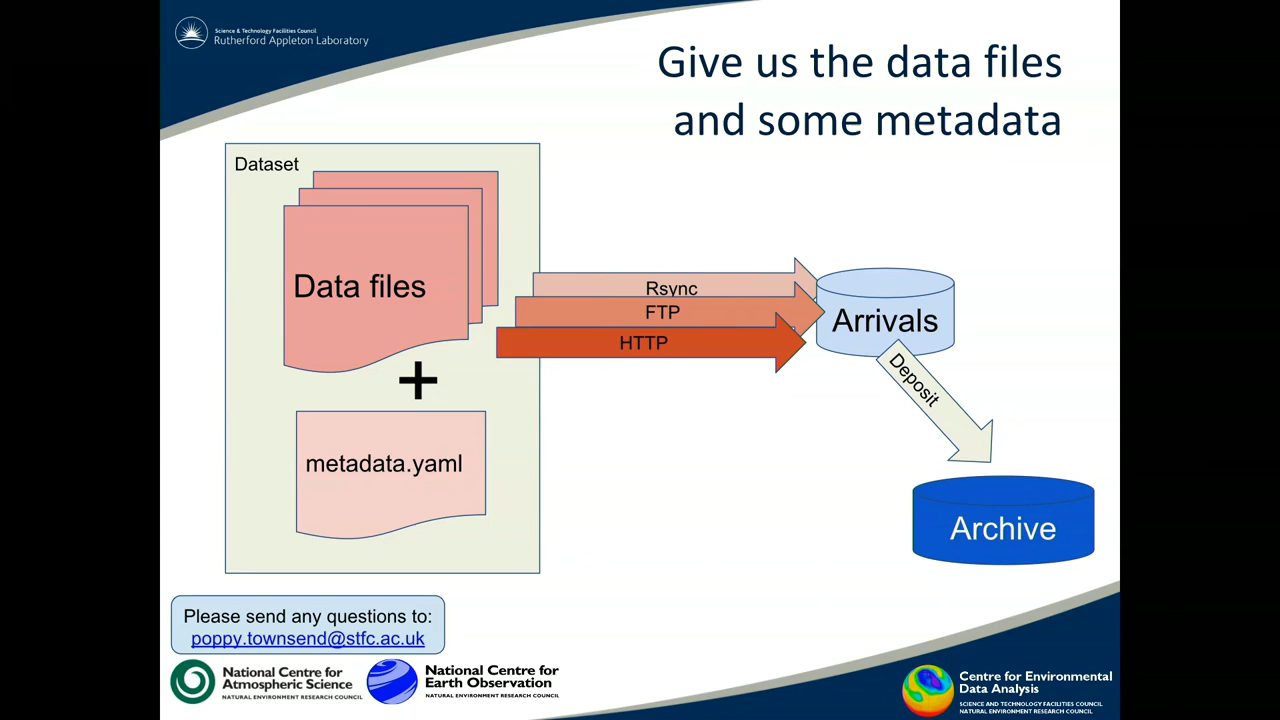 Science & Technology Facilities Council
Rutherford Appleton Laboratory
Give us the data files
and some metadata
Dataset
Data files
+
metadata.yaml
Rsync
FTP
HTTP
Arrivals
Deposit
Archive
Please send any questions to:
poppy.townsend@stfc.ac.uk
National Centre for
Atmospheric Science
NATURAL ENVIRONMENT RESEARCH COUNCIL
National Centre for
Earth Observation
NATURAL ENVIRONMENT RESEARCH COUNCIL
Centre for Environmental
Data Analysis
SCIENCE AND TECHNOLOGY FACILITIES COUNCIL
NATURAL ENVIRONMENT RESEARCH COUNCIL